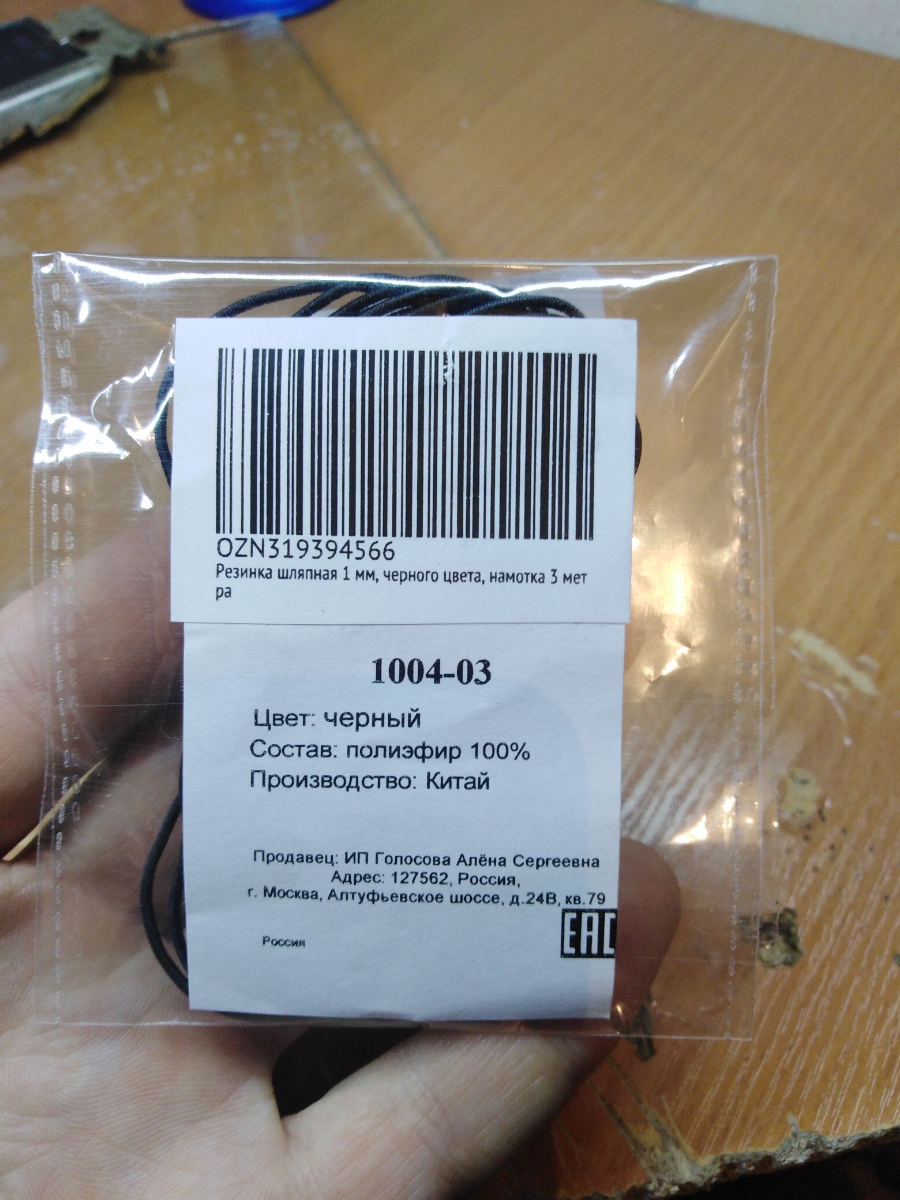 OZN319394566
Резинка шляпная 1 мм, черного цвета, намотка 3 мет
ра
1004-03
Цвет: черный
Состав: полиэфир 100%
Производство: Китай
Продавец: ИП Голосова Алёна Сергеевна
Адрес: 127562, Россия,
г. Москва, Алтуфьевское шоссе, д.24В, кв.79
EAC
Россия